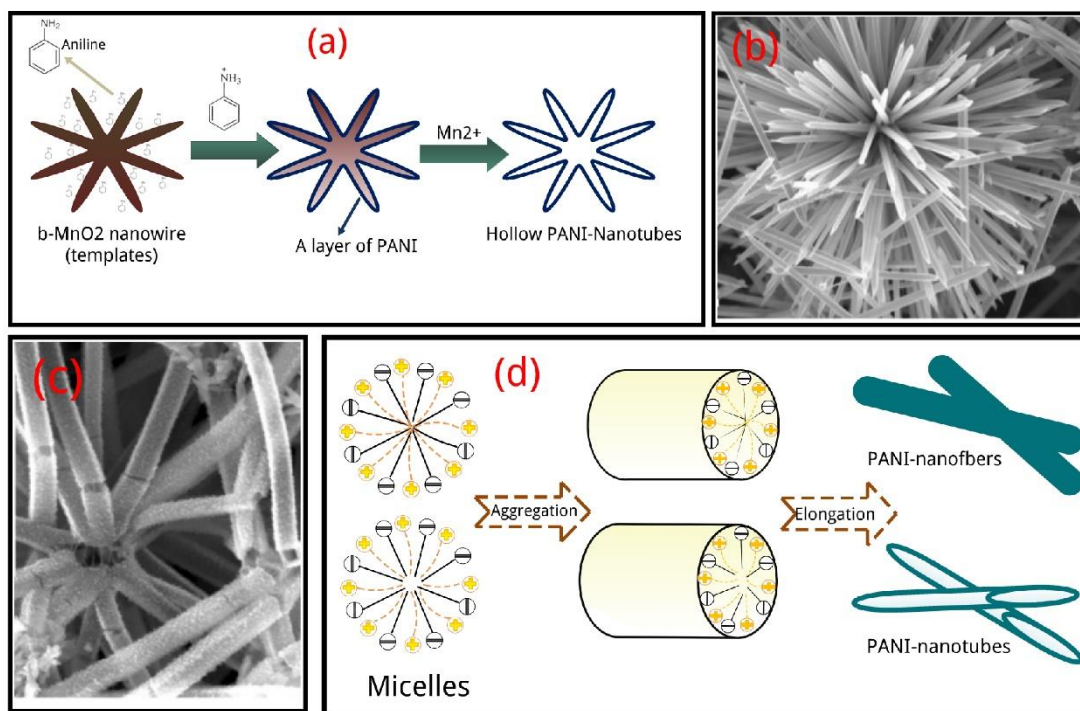 (a)
NH2
Aniline
+
NH3
Mn2+
b-MnO2 nanowire
(templates)
A layer of PANI
Hollow PANI-Nanotubes
(b)
(c)
(d)
Aggregation
Elongation
PANI-nanofbers
PANI-nanotubes
Micelles